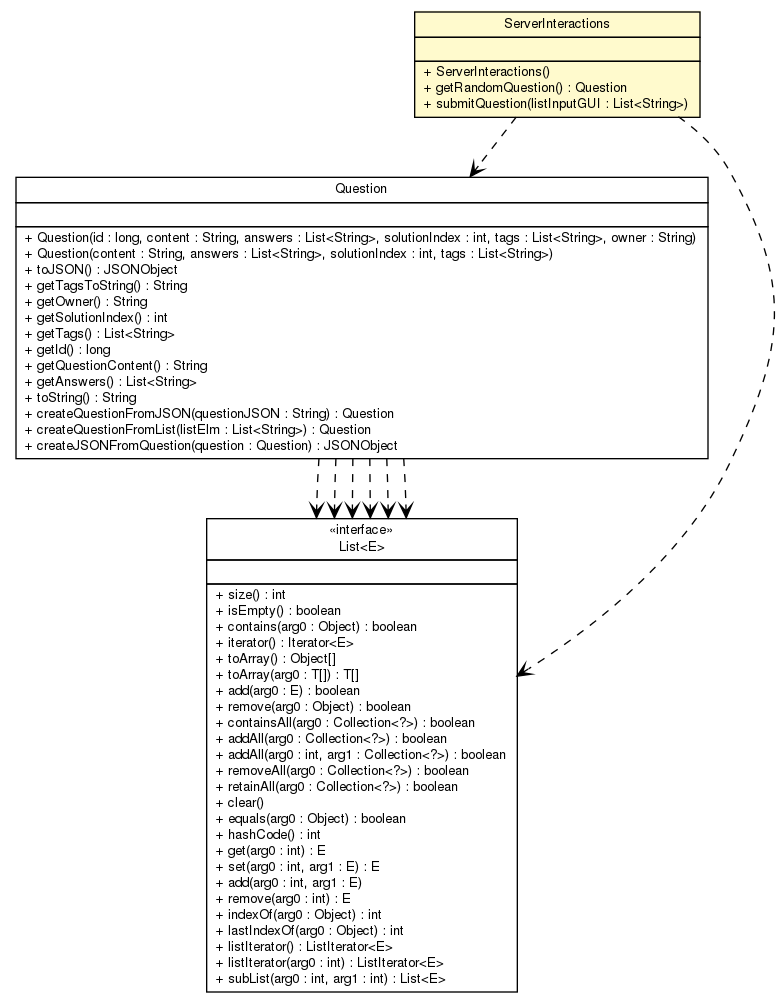 ServerInteractions
+ ServerInteractions()
+ getRandomQuestion() : Question
+ submitQuestion(listInputGUI : List<String>)
Question
+ Question(id : long, content : String, answers : List<String>, solutionIndex : int, tags : List<String>, owner : String)
+ Question(content : String, answers : List<String>, solutionIndex : int, tags : List<String>)
+ toJSON() : JSONObject
+ getTagsToString() : String
+ getOwner() : String
+ getSolutionIndex() : int
+ getTags() : List<String>
+ getId() : long
+ getQuestionContent() : String
+ getAnswers() : List<String>
+ toString() : String
+ createQuestionFromJSON(questionJSON : String) : Question
+ createQuestionFromList(listElm : List<String>) : Question
+ createJSONFromQuestion(question : Question) : JSONObject
«interface»
List<E>
+ size() : int
+ isEmpty() : boolean
+ contains(arg0 : Object) : boolean
+ iterator() : Iterator<E>
+ toArray() : Object[]
+ toArray(arg0 : T[]) : T[]
+ add(arg0 : E) : boolean
+ remove(arg0 : Object) : boolean
+ containsAll(arg0 : Collection<?>) : boolean
+ addAll(arg0 : Collection<?>) : boolean
+ addAll(arg0 : int, arg1 : Collection<?>) : boolean
+ removeAll(arg0 : Collection<?>) : boolean
+ retainAll(arg0 : Collection<?>) : boolean
+ clear()
+ equals(arg0 : Object) : boolean
+ hashCode() : int
+ get(arg0 : int) : E
+ set(arg0 : int, arg1 : E) : E
+ add(arg0 : int, arg1 : E)
+ remove(arg0 : int) : E
+ indexOf(arg0 : Object) : int
+ lastIndexOf(arg0 : Object) : int
+ listIterator() : ListIterator<E>
+ listIterator(arg0 : int) : ListIterator<E>
+ subList(arg0 : int, arg1 : int) : List<E>